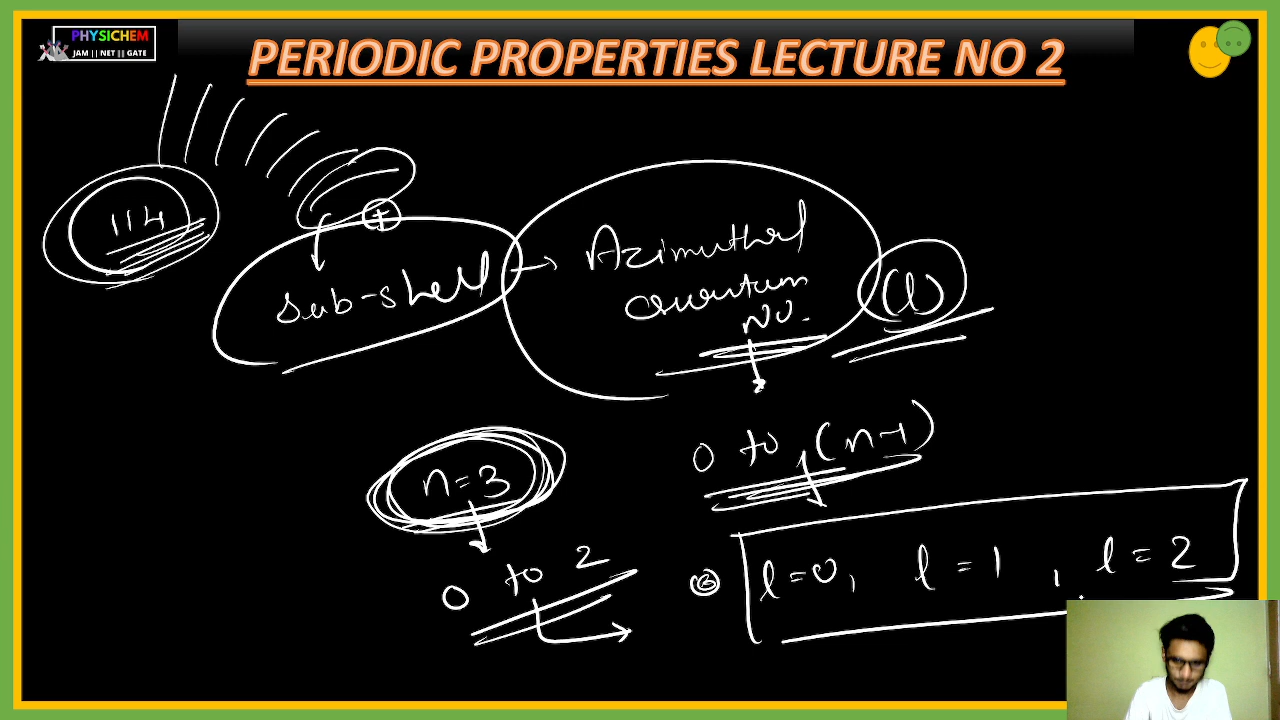 PHYSICHEM
JAM || NET || GATE
PERIODIC PROPERTIES LECTURE NO 2
114
sub-shell → Azimuthal
Quantum
No.
(l)
0 to (n-1)
n=3
0 to 2
l=0, l=1, l=2